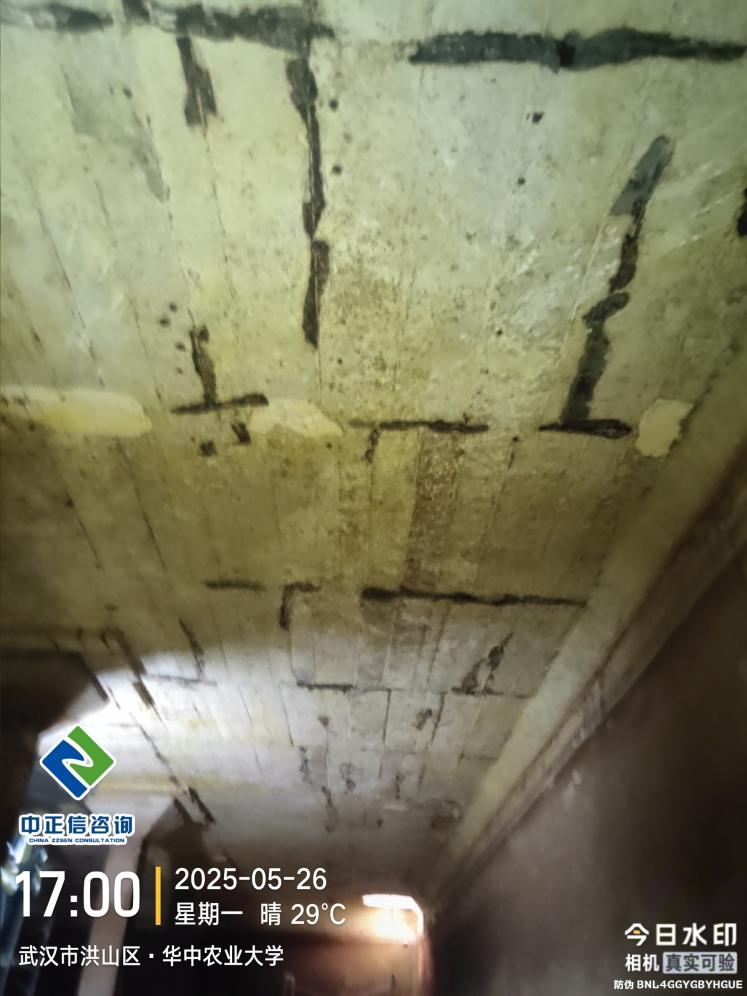 中正信咨询
CHINA ZZSEN CONSULTATION
17:00
2025-05-26
星期一 晴 29℃
武汉市洪山区·华中农业大学
今日水印
相机 真实可验
防伪 BNL4GGYGBYHGUE